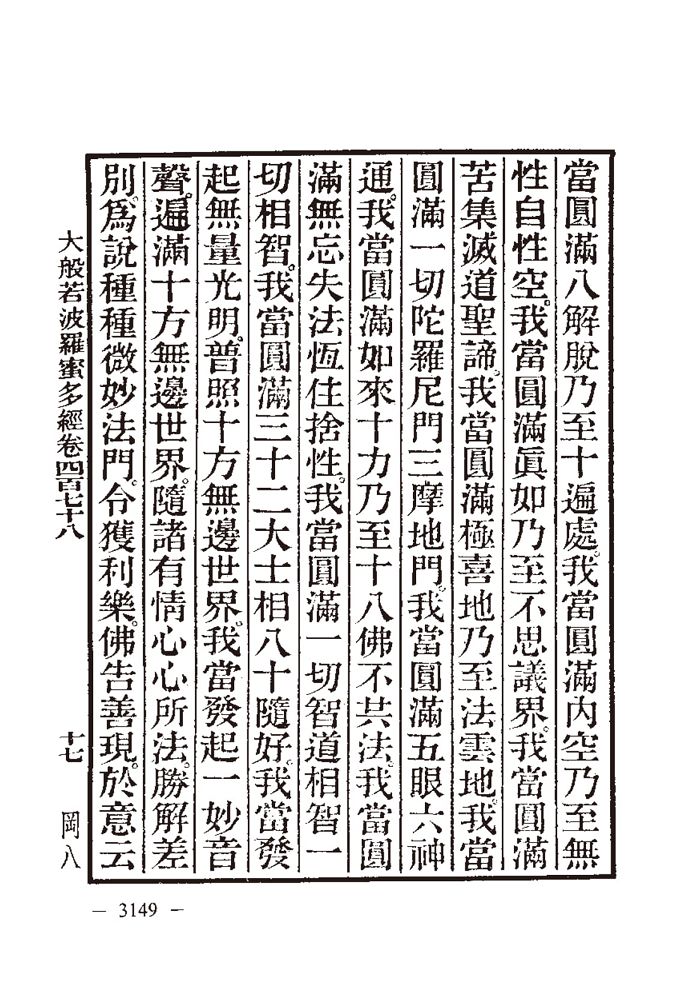 當圓滿八解脫乃至十遍處。我當圓滿內空乃至無
性自性空。我當圓滿眞如乃至不思議界。我當圓滿
苦集滅道聖諦。我當圓滿極喜地乃至法雲地。我當
圓滿一切陀羅尼門三摩地門。我當圓滿五眼六神
通。我當圓滿如來十力乃至十八佛不共法。我當圓
滿無忘失法恆住捨性。我當圓滿一切智道相智一
切相智。我當圓滿三十二大士相八十隨好。我當發
起無量光明。普照十方無邊世界。我當發起一妙音
聲。遍滿十方無邊世界。隨諸有情心心所法。勝解差
別。爲說種種微妙法門。令獲利樂。佛告善現。於意云
大般若波羅蜜多經卷四百七十八 十七 岡八
— 3149 —